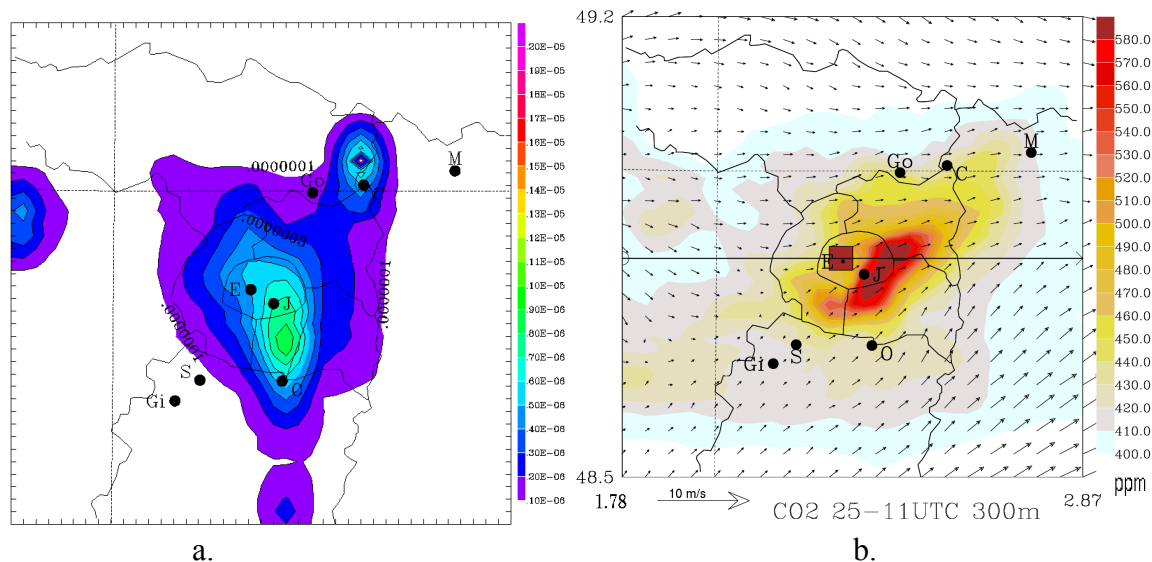 .20E-05
.19E-05
.18E-05
.16E-05
.15E-05
.14E-05
.13E-05
.12E-05
.11E-05
.10E-05
.90E-06
.80E-06
.70E-06
.60E-06
.50E-06
.40E-06
.30E-06
.20E-06
.10E-06
M
.0000001
Go
C
.0000003
E
J
.0000001
.0000001
S
O
Gi
a.
49.2
48.5
1.78
2.87
M
Go
C
E
J
S
O
Gi
580.0
570.0
560.0
550.0
540.0
530.0
520.0
510.0
500.0
490.0
480.0
470.0
460.0
450.0
440.0
430.0
420.0
410.0
400.0
ppm
10 m/s
CO2 25-11UTC 300m
b.